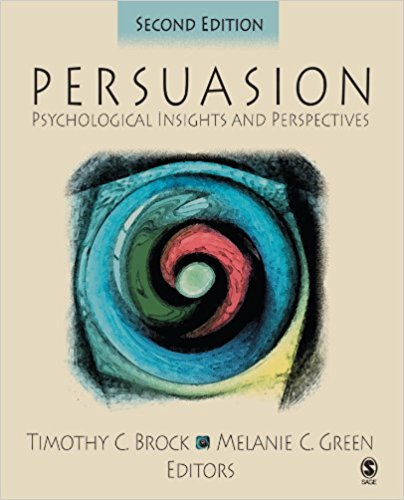 SECOND EDITION
PERSUASION
PSYCHOLOGICAL INSIGHTS AND PERSPECTIVES
TIMOTHY C. BROCK MELANIE C. GREEN
EDITORS
S
SAGE